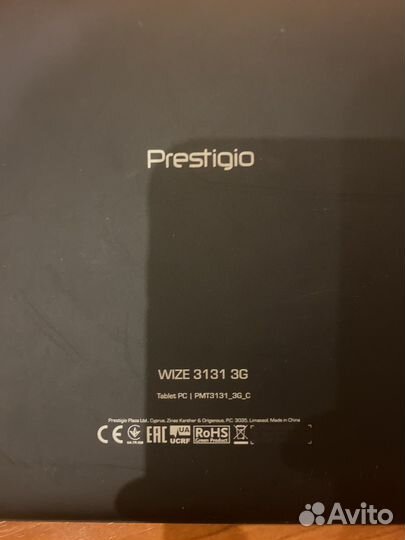 Prestigio
WIZE 3131 3G
Tablet PC | PMT3131_3G_C
Prestigio Plaza Ltd., Cyprus, Zinas Kanther & Origenous, P.C. 3035, Limassol. Made in China
CE EAC UA UCRF RoHS
Green Product
Avito